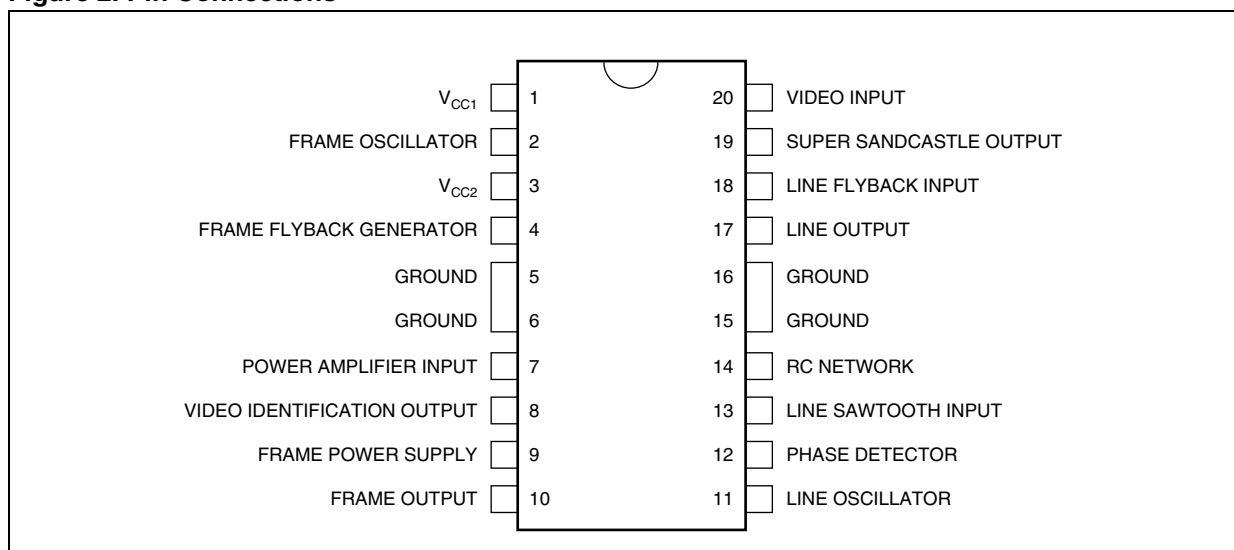 Figure 2. Pin Connections
VCC1 1 20 VIDEO INPUT
FRAME OSCILLATOR 2 19 SUPER SANDCASTLE OUTPUT
VCC2 3 18 LINE FLYBACK INPUT
FRAME FLYBACK GENERATOR 4 17 LINE OUTPUT
GROUND 5 16 GROUND
GROUND 6 15 GROUND
POWER AMPLIFIER INPUT 7 14 RC NETWORK
VIDEO IDENTIFICATION OUTPUT 8 13 LINE SAWTOOTH INPUT
FRAME POWER SUPPLY 9 12 PHASE DETECTOR
FRAME OUTPUT 10 11 LINE OSCILLATOR